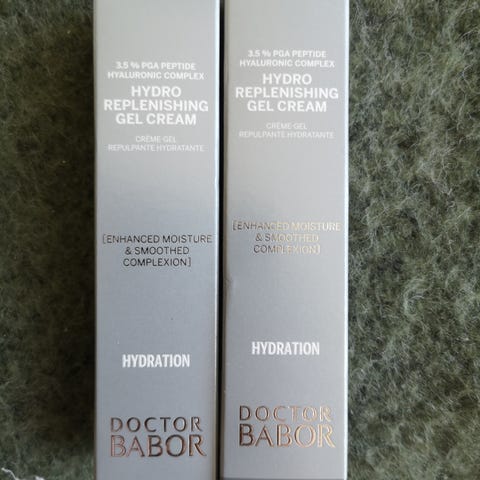 3.5 % PGA PEPTIDE
HYALURONIC COMPLEX
HYDRO
REPLENISHING
GEL CREAM
CRÈME-GEL
REPULPANTE HYDRATANTE
[ENHANCED MOISTURE
& SMOOTHED
COMPLEXION]
HYDRATION
DOCTOR
BABOR
3.5 % PGA PEPTIDE
HYALURONIC COMPLEX
HYDRO
REPLENISHING
GEL CREAM
CRÈME-GEL
REPULPANTE HYDRATANTE
[ENHANCED MOISTURE
& SMOOTHED
COMPLEXION]
HYDRATION
DOCTOR
BABOR